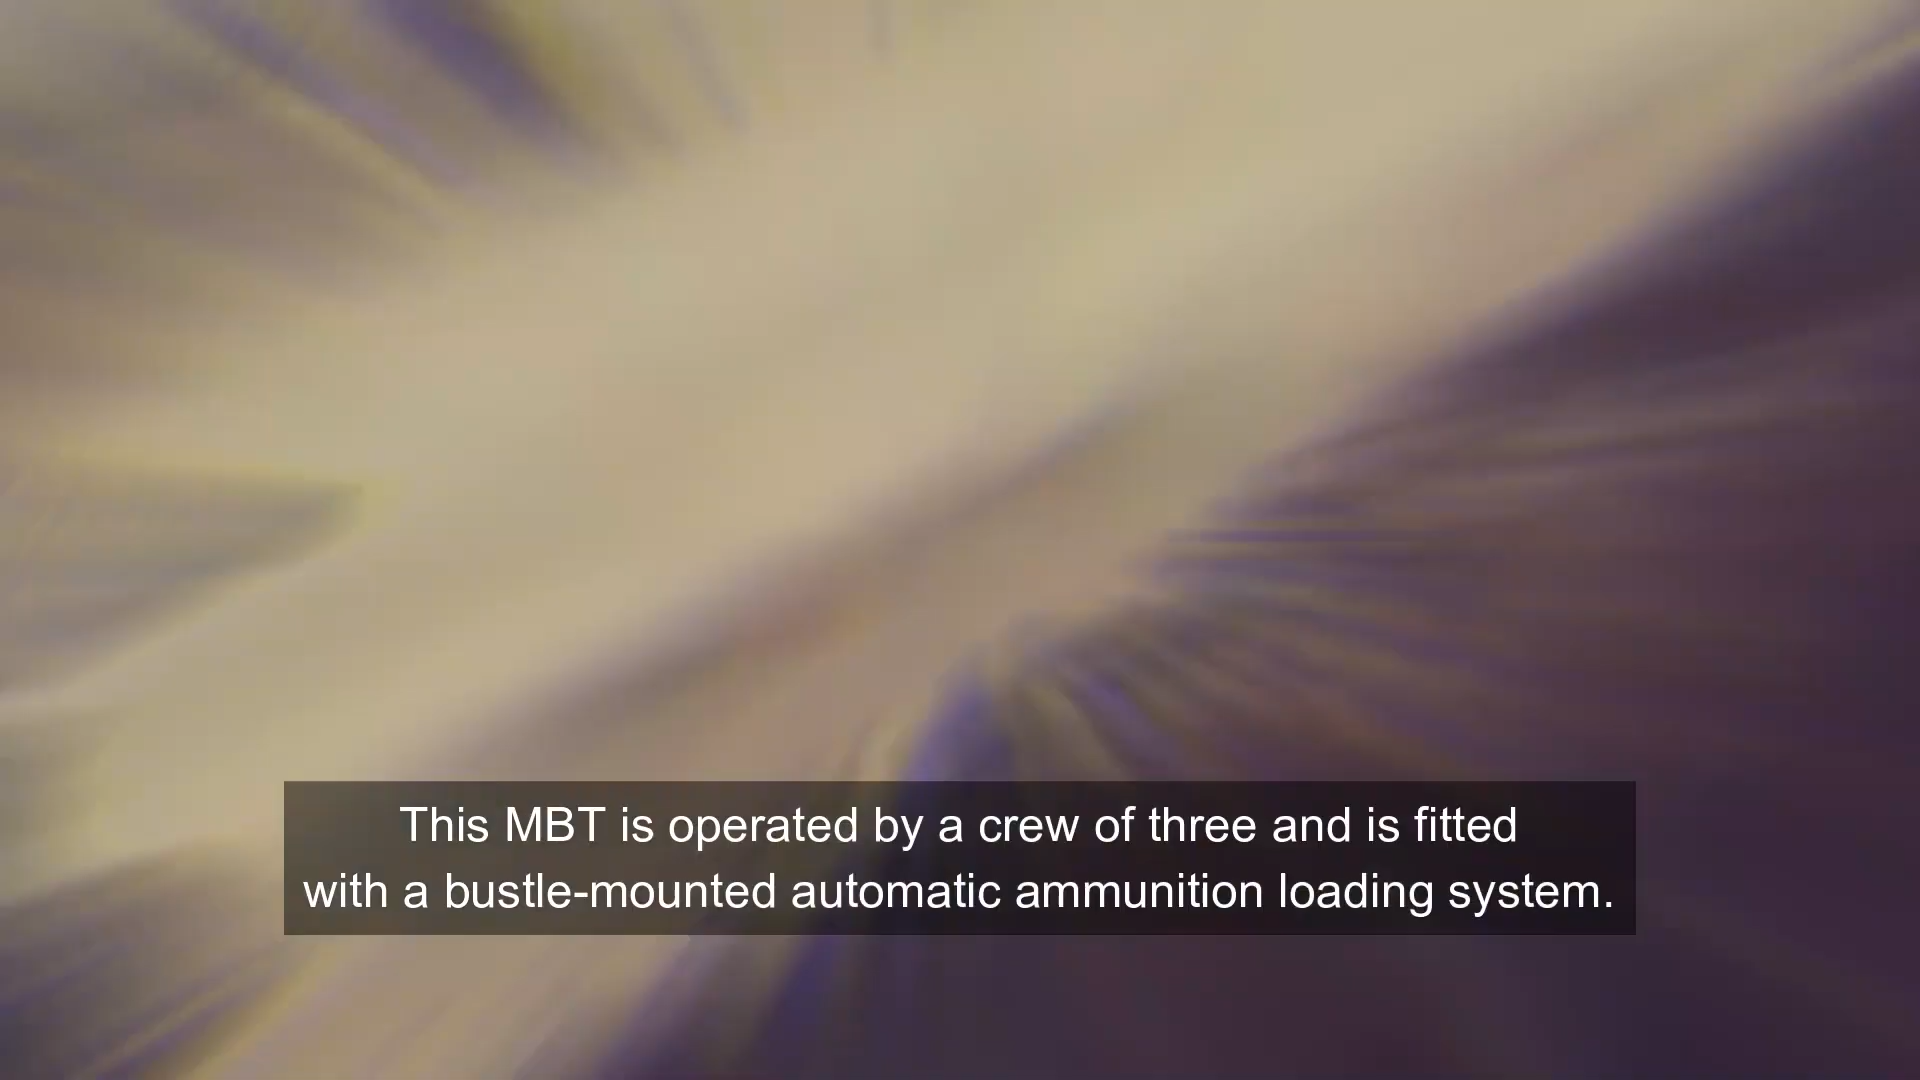 This MBT is operated by a crew of three and is fitted
with a bustle-mounted automatic ammunition loading system.